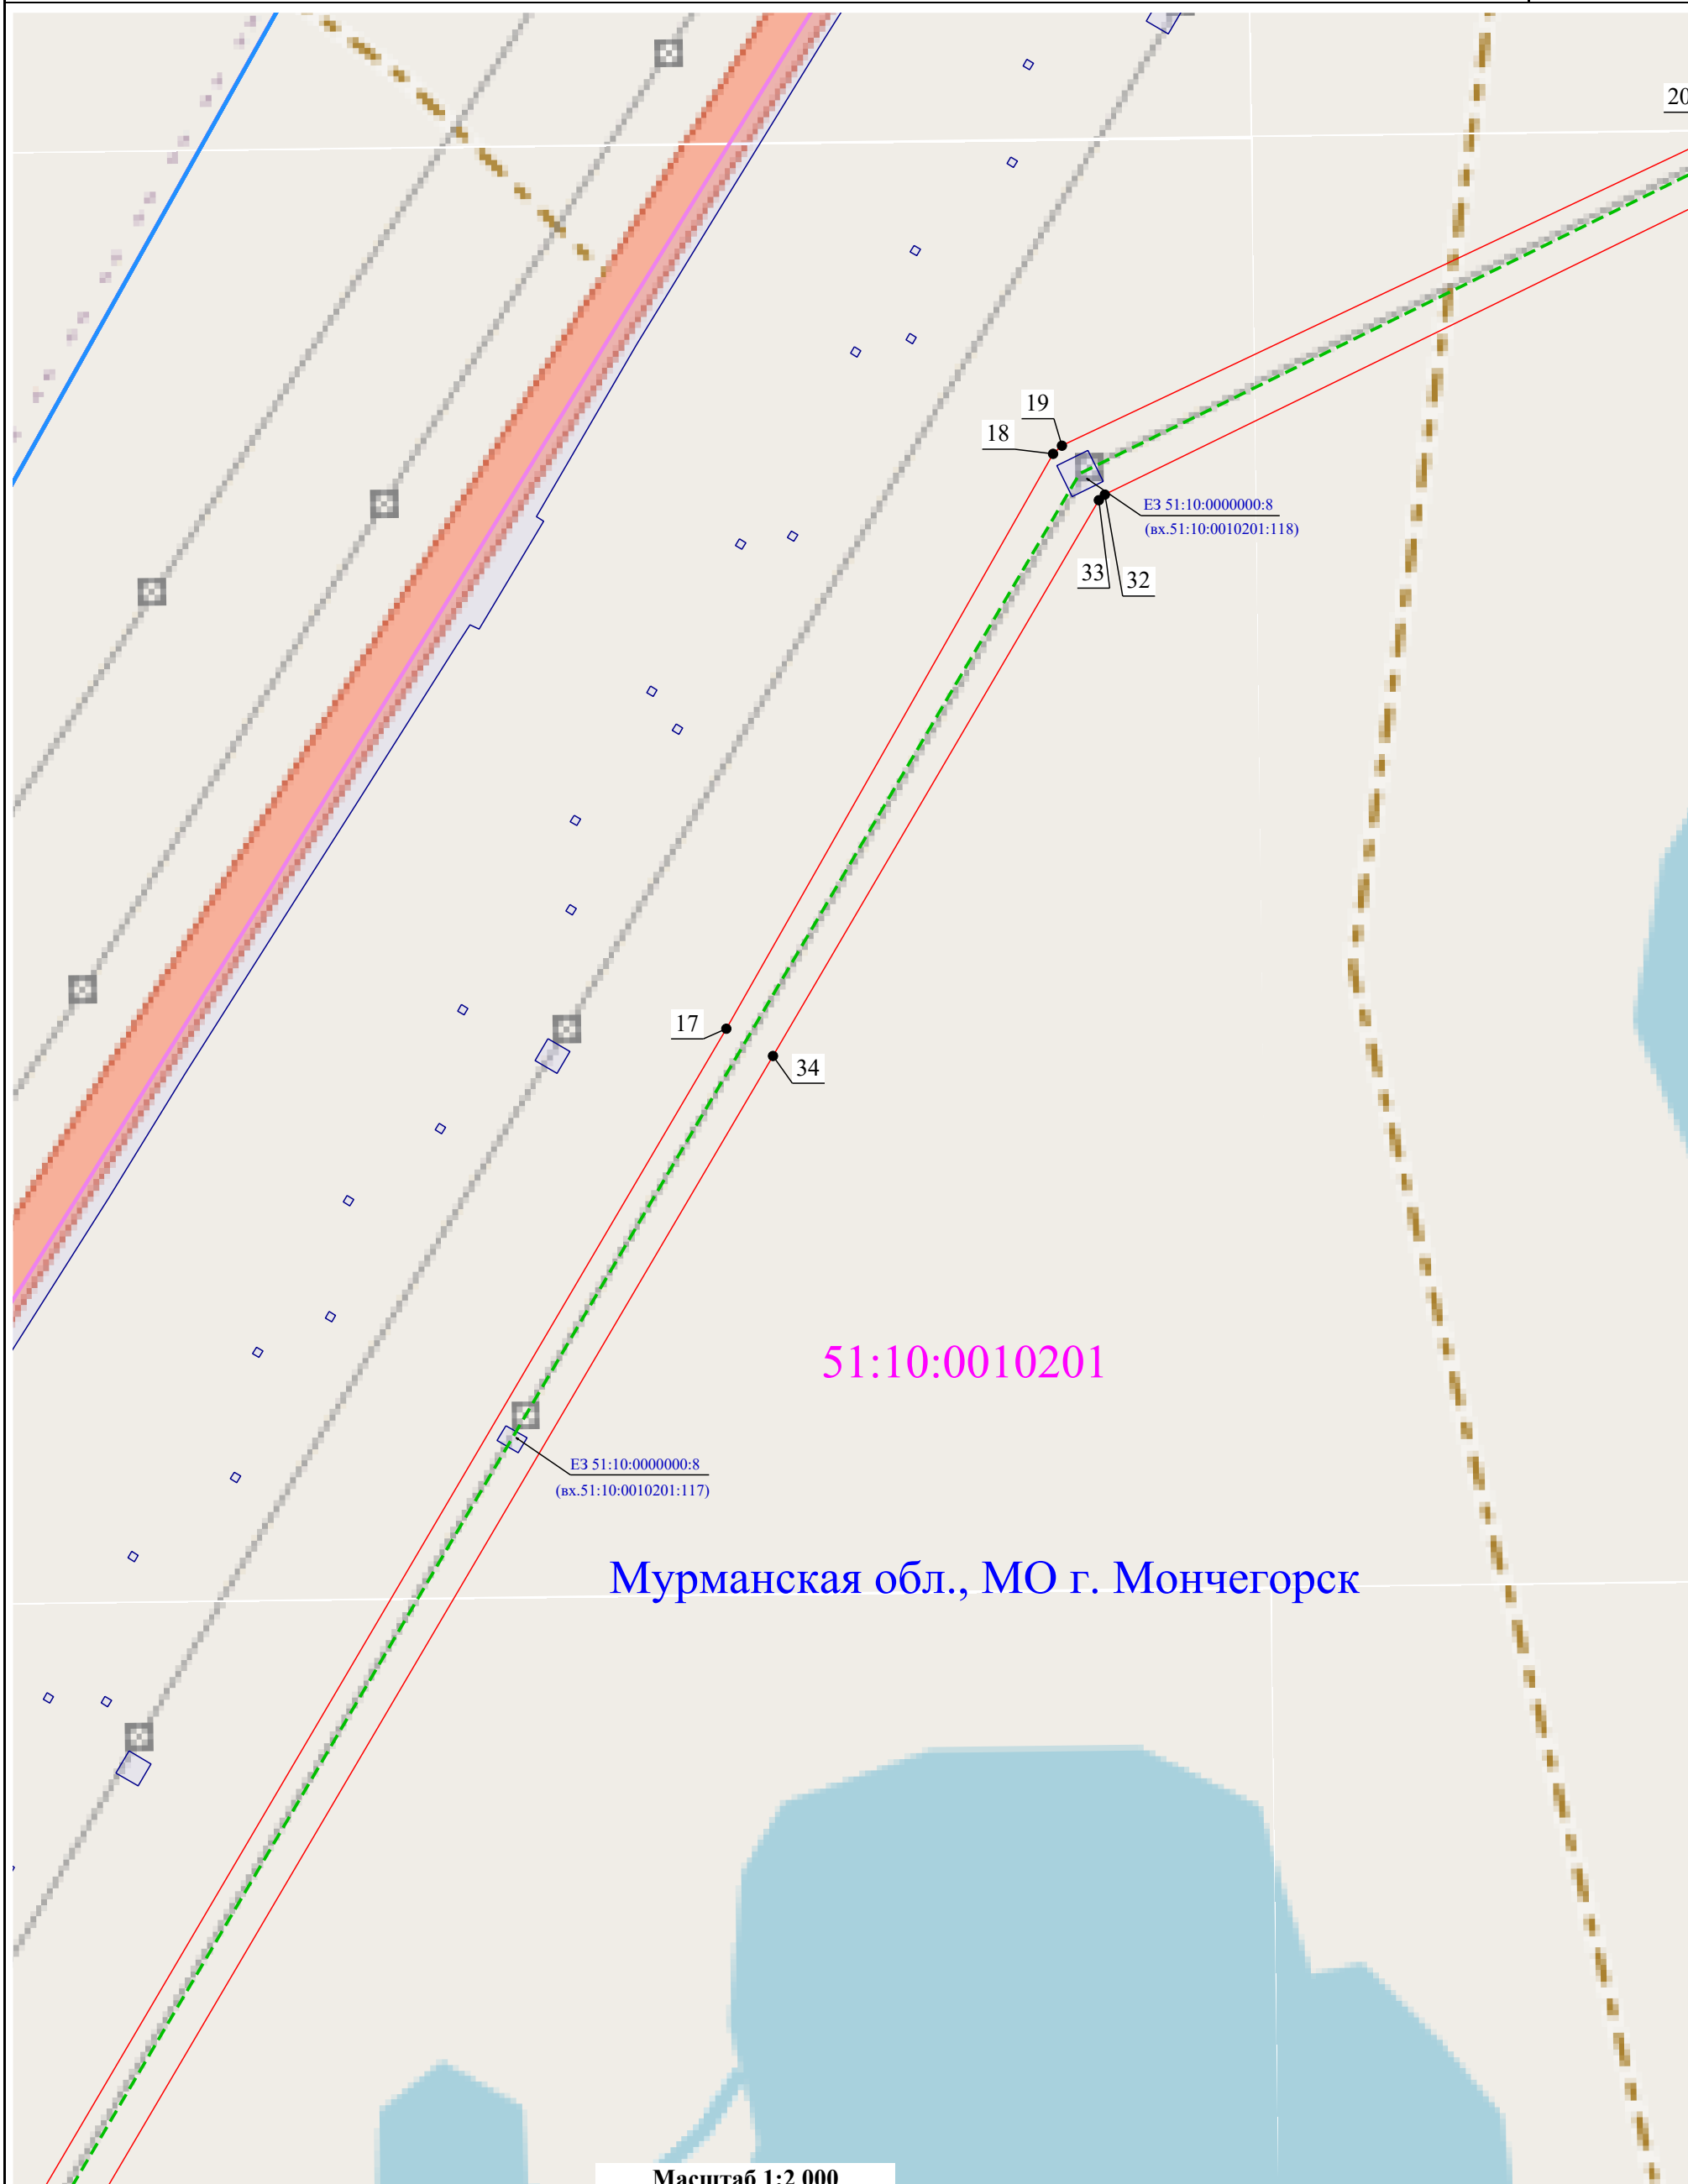 20
19
18
ЕЗ 51:10:0000000:8
(вх.51:10:0010201:118)
33
32
17
34
51:10:0010201
ЕЗ 51:10:0000000:8
(вх.51:10:0010201:117)
Мурманская обл., МО г. Мончегорск
Масштаб 1:2 000